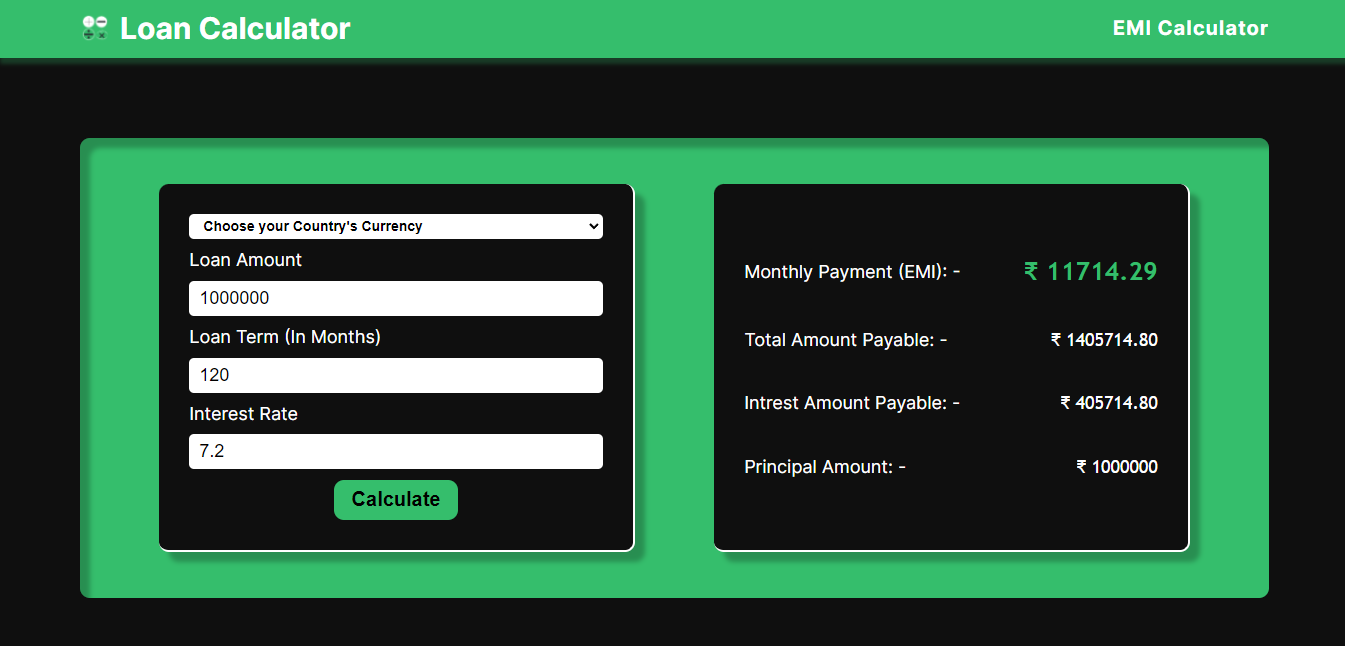 Loan Calculator
EMI Calculator
Choose your Country's Currency
Loan Amount
1000000
Loan Term (In Months)
120
Interest Rate
7.2
Calculate
Monthly Payment (EMI): - ₹ 11714.29
Total Amount Payable: - ₹ 1405714.80
Intrest Amount Payable: - ₹ 405714.80
Principal Amount: - ₹ 1000000